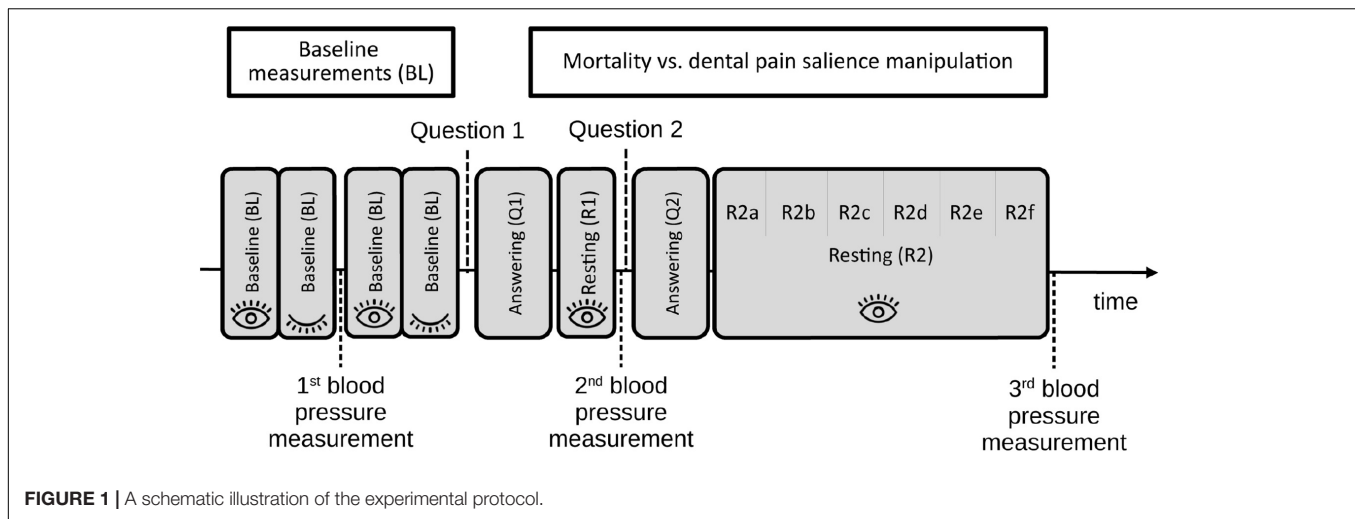 Baseline
measurements (BL)
Mortality vs. dental pain salience manipulation
Question 1
Question 2
Baseline (BL)
Baseline (BL)
Baseline (BL)
Baseline (BL)
Answering (Q1)
Resting (R1)
Answering (Q2)
R2a R2b R2c R2d R2e R2f
Resting (R2)
time
1st blood
pressure
measurement
2nd blood
pressure
measurement
3rd blood
pressure
measurement
FIGURE 1 | A schematic illustration of the experimental protocol.